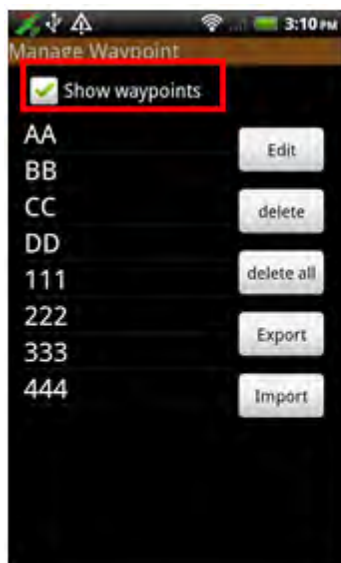 3:10 PM
Manage Waypoint
Show waypoints
AA
Edit
BB
CC
delete
DD
111
delete all
222
Export
333
444
Import